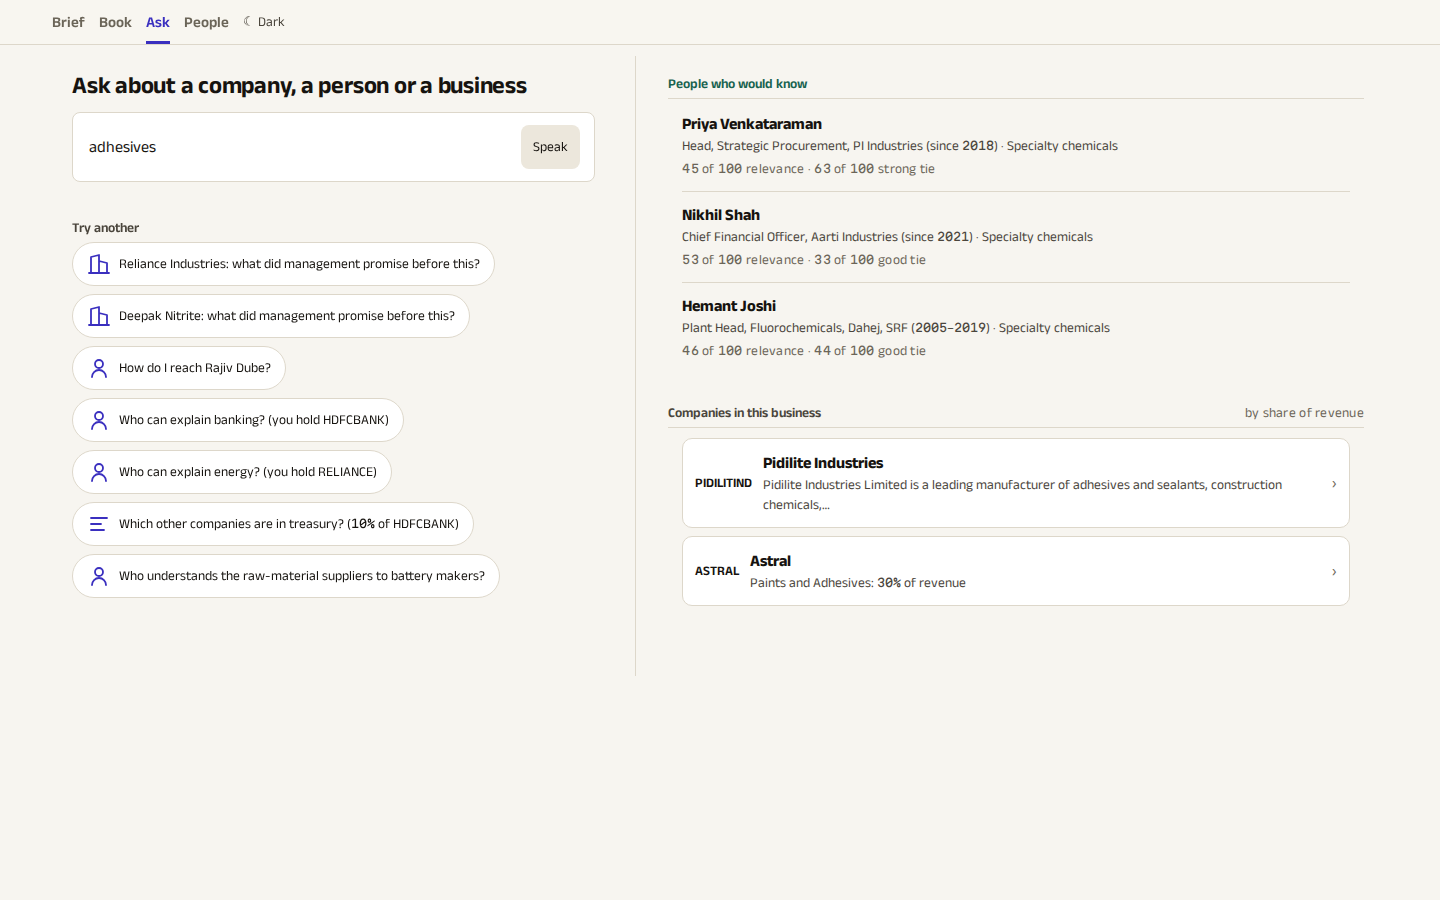 Brief Book Ask People ☾ Dark
Ask about a company, a person or a business
adhesives
Speak
Try another
Reliance Industries: what did management promise before this?
Deepak Nitrite: what did management promise before this?
How do I reach Rajiv Dube?
Who can explain banking? (you hold HDFCBANK)
Who can explain energy? (you hold RELIANCE)
Which other companies are in treasury? (10% of HDFCBANK)
Who understands the raw-material suppliers to battery makers?
People who would know
Priya Venkataraman
Head, Strategic Procurement, PI Industries (since 2018) · Specialty chemicals
45 of 100 relevance · 63 of 100 strong tie
Nikhil Shah
Chief Financial Officer, Aarti Industries (since 2021) · Specialty chemicals
53 of 100 relevance · 33 of 100 good tie
Hemant Joshi
Plant Head, Fluorochemicals, Dahej, SRF (2005–2019) · Specialty chemicals
46 of 100 relevance · 44 of 100 good tie
Companies in this business by share of revenue
PIDILITIND
Pidilite Industries
Pidilite Industries Limited is a leading manufacturer of adhesives and sealants, construction
chemicals,…
›
ASTRAL
Astral
Paints and Adhesives: 30% of revenue
›